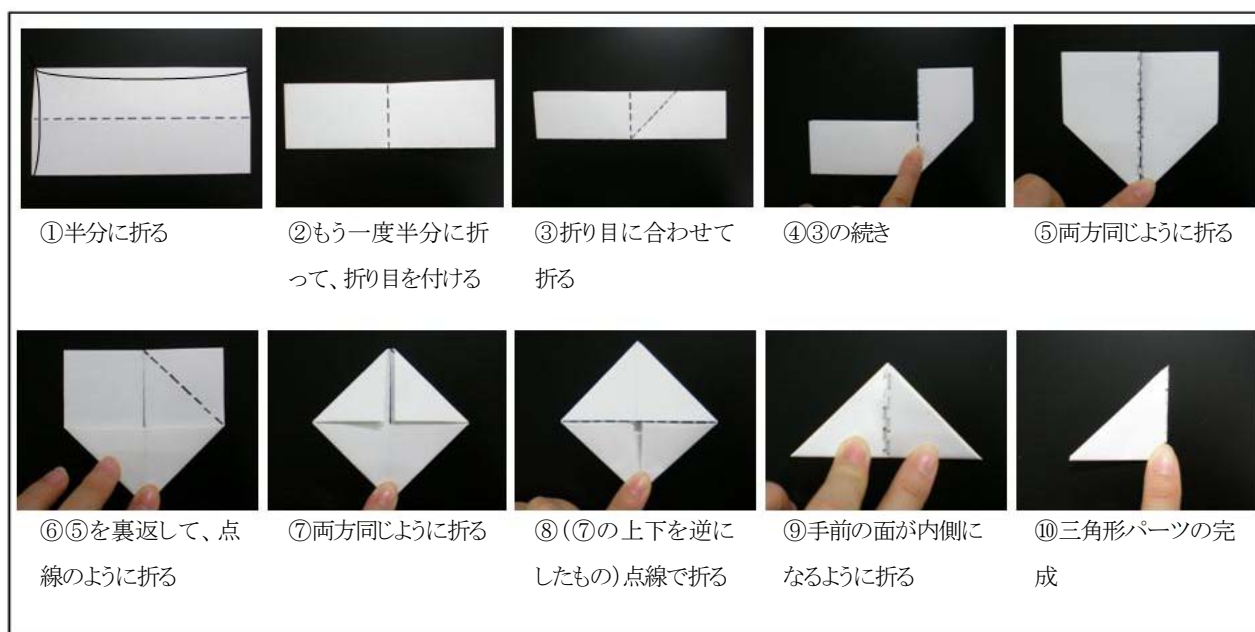 ①半分に折る
②もう一度半分に折
って、折り目を付ける
③折り目に合わせて
折る
④③の続き
⑤両方同じように折る
⑥⑤を裏返して、点
線のように折る
⑦両方同じように折る
⑧(⑦の上下を逆に
したもの)点線で折る
⑨手前の面が内側に
なるように折る
⑩三角形パーツの完
成